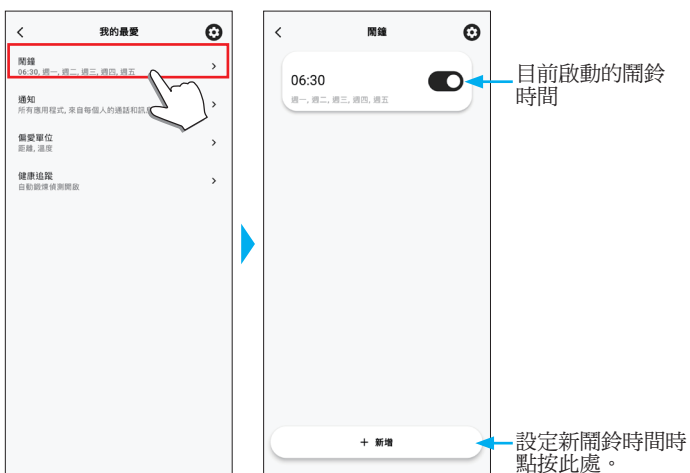 我的最愛
鬧鐘
06:30, 週一, 週二, 週三, 週四, 週五
通知
所有應用程式, 來自每個人的通話和訊
偏愛單位
距離, 溫度
健康追蹤
自動鍛煉偵測開啟
鬧鐘
06:30
週一, 週二, 週三, 週四, 週五
+ 新增
目前啟動的鬧鈴
時間
設定新鬧鈴時間時
點按此處。